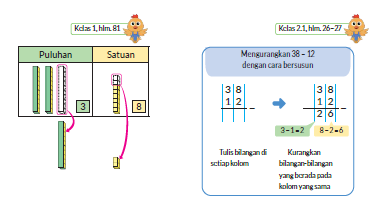 Kelas 1, hlm. 81
Puluhan Satuan
3 8
Kelas 2.1, hlm. 26–27
Mengurangkan 38 – 12
dengan cara bersusun
3 8
1 2 –
3 8
1 2 –
2 6
3–1=2 8–2=6
Tulis bilangan di
setiap kolom
Kurangkan
bilangan-bilangan
yang berada pada
kolom yang sama